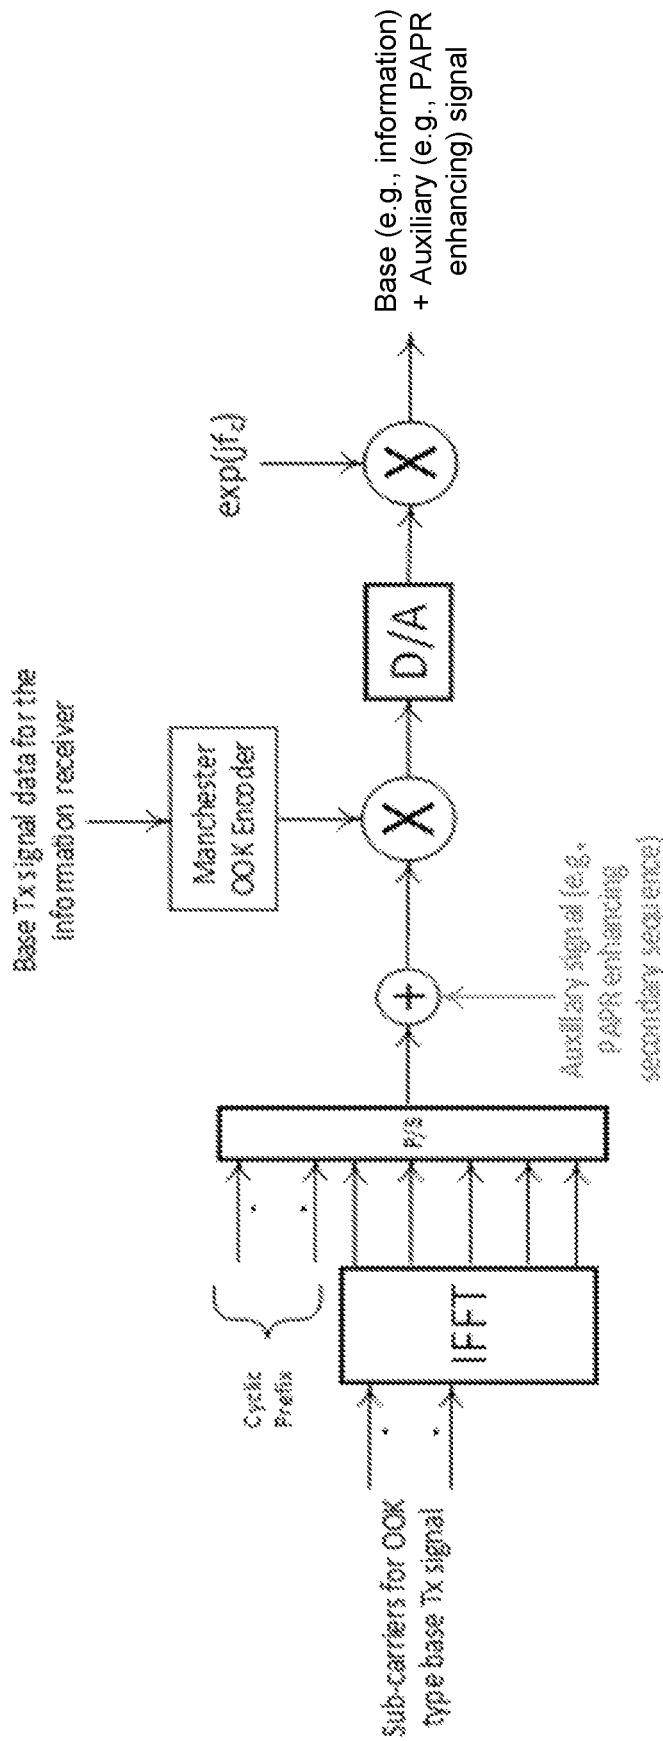 Sub-carriers for OOK
type base Tx signal
Cyclic
Prefix
IFFT
P/S
+
Auxiliary signal (e.g.,
PAPR enhancing
secondary sequence)
Base Tx signal data for the
information receiver
Manchester
OOK Encoder
X
D/A
exp(jf
X
Base (e.g., information)
+ Auxiliary (e.g., PAPR
enhancing) signal